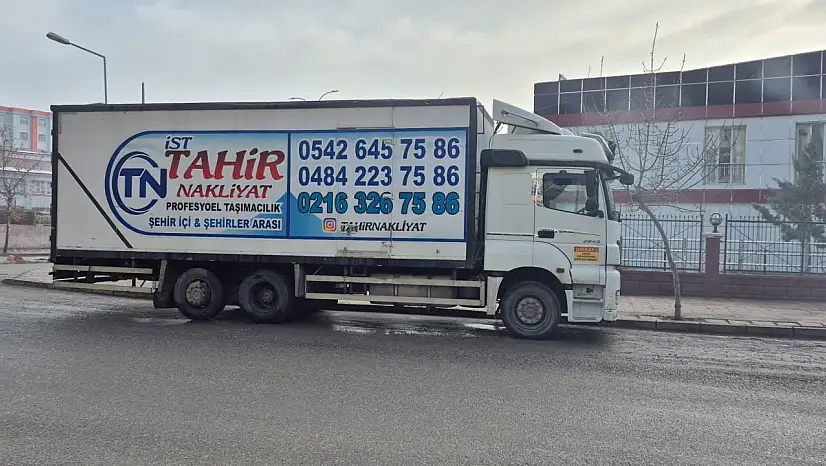 İST
TAHİR
NAKLİYAT
PROFESYOEL TAŞIMACILIK
ŞEHİR İÇİ & ŞEHİRLER ARASI
TN
0542 645 75 86
0484 223 75 86
0216 326 75 86
TAHIRNAKLIYAT